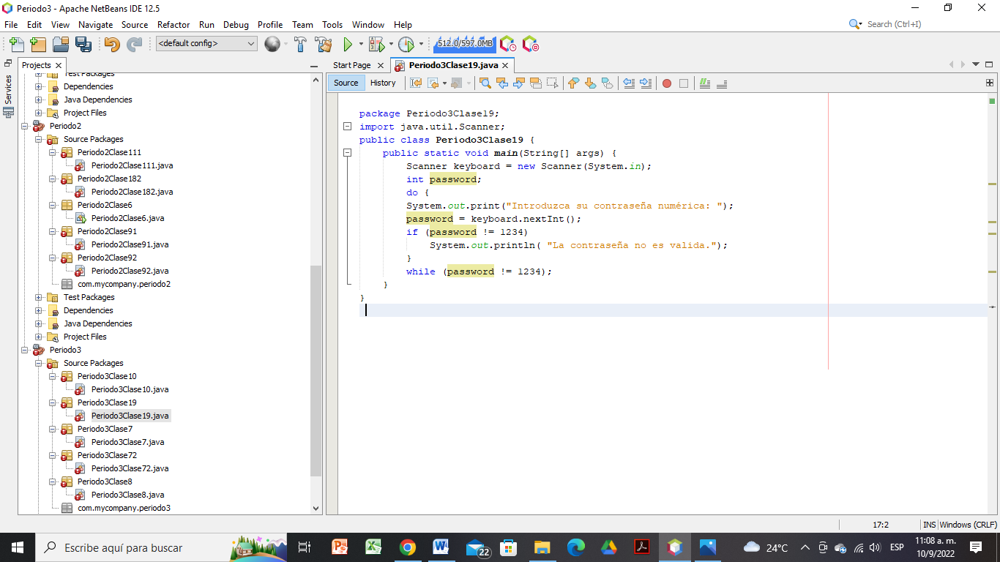 Periodo3 - Apache NetBeans IDE 12.5
File Edit View Navigate Source Refactor Run Debug Profile Team Tools Window Help
Search (Ctrl+I)
<default config>
512.0/597.0MB
Services
Projects
Test Packages
Dependencies
Java Dependencies
Project Files
Periodo2
Source Packages
Periodo2Clase111
Periodo2Clase111.java
Periodo2Clase182
Periodo2Clase182.java
Periodo2Clase6
Periodo2Clase6.java
Periodo2Clase91
Periodo2Clase91.java
Periodo2Clase92
Periodo2Clase92.java
com.mycompany.periodo2
Test Packages
Dependencies
Java Dependencies
Project Files
Periodo3
Source Packages
Periodo3Clase10
Periodo3Clase10.java
Periodo3Clase19
Periodo3Clase19.java
Periodo3Clase7
Periodo3Clase7.java
Periodo3Clase72
Periodo3Clase72.java
Periodo3Clase8
Periodo3Clase8.java
com.mycompany.periodo3
Start Page Periodo3Clase19.java
Source History
package Periodo3Clase19;
import java.util.Scanner;
public class Periodo3Clase19 {
public static void main(String[] args) {
Scanner keyboard = new Scanner(System.in);
int password;
do {
System.out.print("Introduzca su contraseña numérica: ");
password = keyboard.nextInt();
if (password != 1234)
System.out.println( "La contraseña no es valida.");
}
while (password != 1234);
}
}
17:2 INS Windows (CRLF)
Escribe aquí para buscar
22
24°C
ESP
11:08 a. m.
10/9/2022